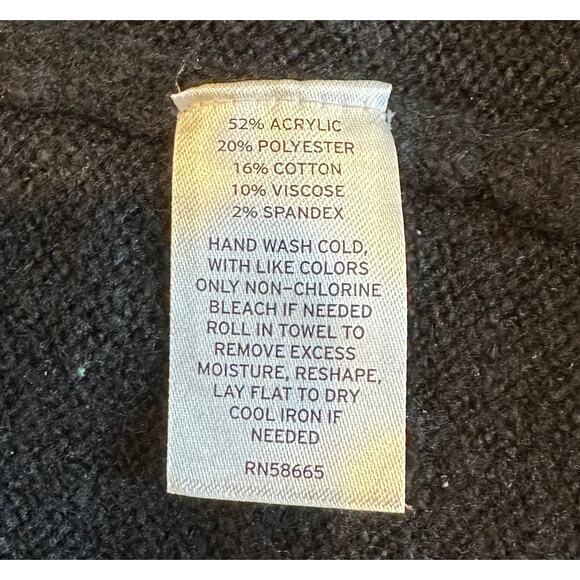 52% ACRYLIC
20% POLYESTER
16% COTTON
10% VISCOSE
2% SPANDEX
HAND WASH COLD,
WITH LIKE COLORS
ONLY NON-CHLORINE
BLEACH IF NEEDED
ROLL IN TOWEL TO
REMOVE EXCESS
MOISTURE, RESHAPE,
LAY FLAT TO DRY
COOL IRON IF
NEEDED
RN58665